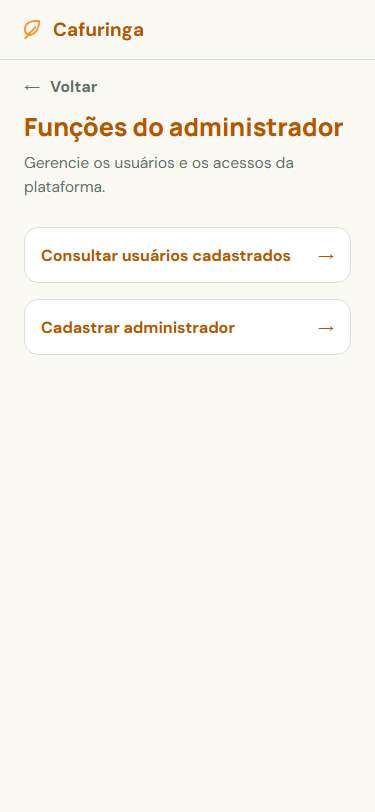 Cafuringa
← Voltar
Funções do administrador
Gerencie os usuários e os acessos da
plataforma.
Consultar usuários cadastrados →
Cadastrar administrador →